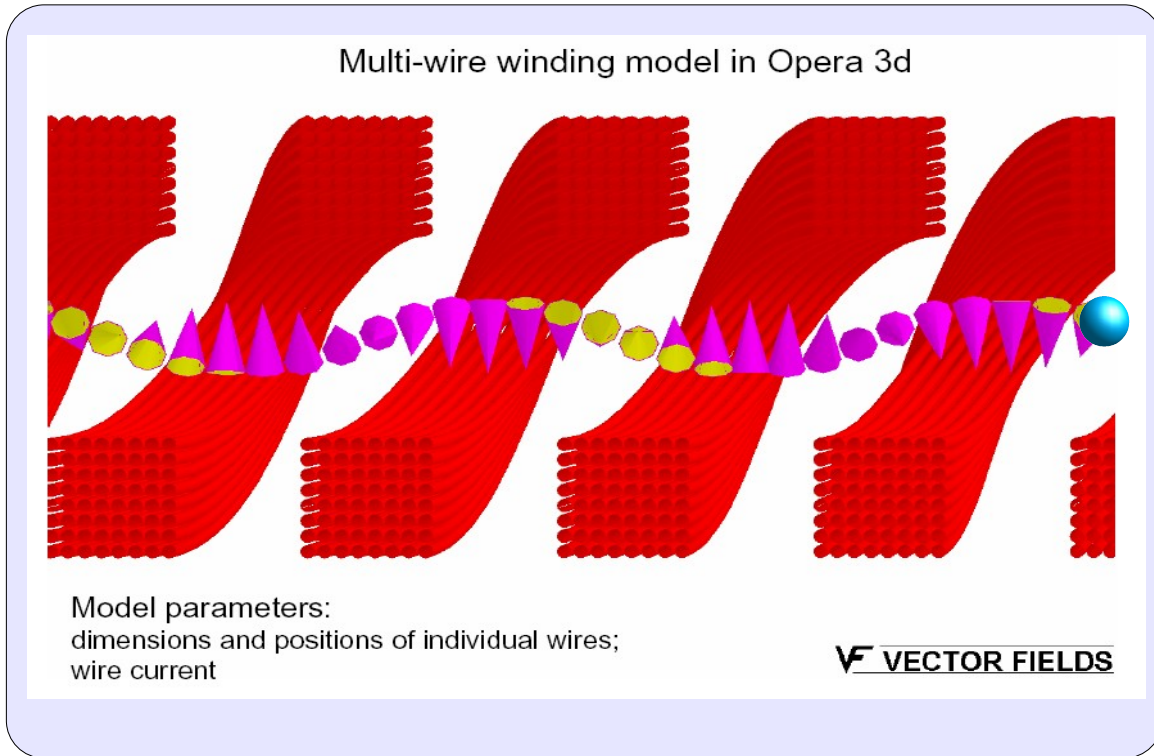 Multi-wire winding model in Opera 3d
Model parameters:
dimensions and positions of individual wires;
wire current
VF VECTOR FIELDS